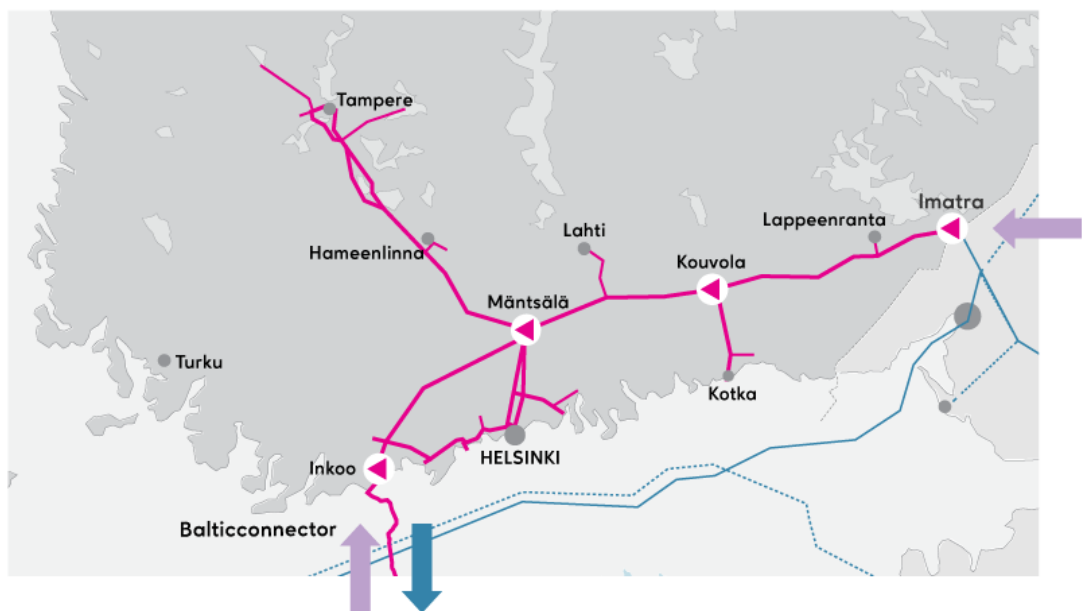 Tampere
Imatra
Lappeenranta
Lahti
Hameenlinna
Kouvola
Mäntsälä
Turku
Kotka
HELSINKI
Inkoo
Balticconnector